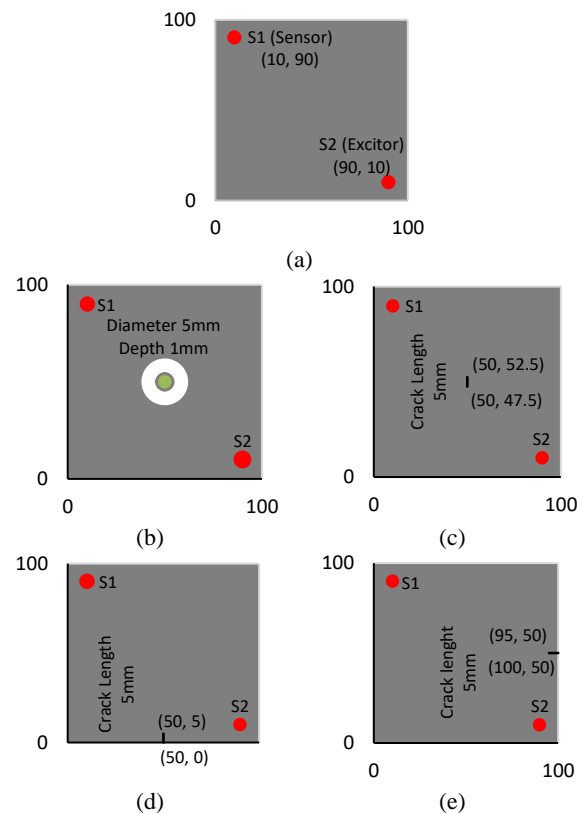 100
S1 (Sensor)
(10, 90)
S2 (Excitor)
(90, 10)
0
0
100
(a)
100
S1
Diameter 5mm
Depth 1mm
S2
0
0
100
(b)
100
S1
Crack Length
5mm
(50, 52.5)
(50, 47.5)
S2
0
0
100
(c)
100
S1
Crack Length
5mm
(50, 5)
S2
0
(50, 0)
(d)
100
S1
Crack lenght
5mm
(95, 50)
(100, 50)
S2
0
0
100
(e)